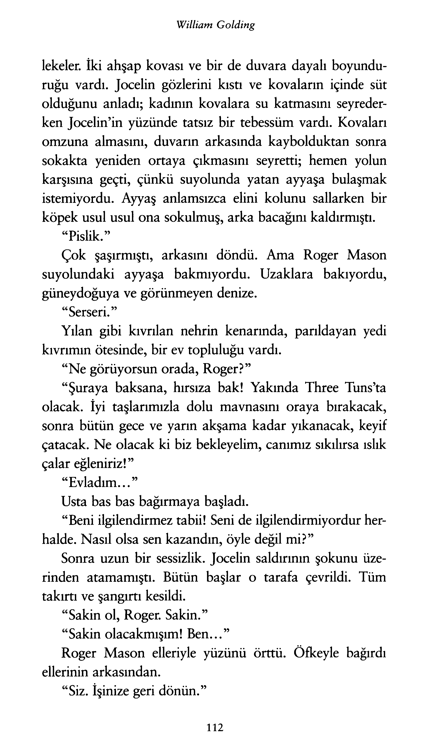 William Golding
lekeler. İki ahşap kovası ve bir de duvara dayalı boyundu-
ruğu vardı. Jocelin gözlerini kıstı ve kovaların içinde süt
olduğunu anladı; kadının kovalara su katmasını seyreder-
ken Jocelin'in yüzünde tatsız bir tebessüm vardı. Kovaları
omzuna almasını, duvarın arkasında kaybolduktan sonra
sokakta yeniden ortaya çıkmasını seyretti; hemen yolun
karşısına geçti, çünkü suyolunda yatan ayyaşa bulaşmak
istemiyordu. Ayyaş anlamsızca elini kolunu sallarken bir
köpek usul usul ona sokulmuş, arka bacağını kaldırmıştı.
"Pislik."
Çok şaşırmıştı, arkasını döndü. Ama Roger Mason
suyolundaki ayyaşa bakmıyordu. Uzaklara bakıyordu,
güneydoğuya ve görünmeyen denize.
"Serseri."
Yılan gibi kıvrılan nehrin kenarında, parıldayan yedi
kıvrımın ötesinde, bir ev topluluğu vardı.
"Ne görüyorsun orada, Roger?"
"Şuraya baksana, hırsıza bak! Yakında Three Tuns'ta
olacak. İyi taşlarımızla dolu mavnasını oraya bırakacak,
sonra bütün gece ve yarın akşama kadar yıkanacak, keyif
çatacak. Ne olacak ki biz bekleyelim, canımız sıkılırsa ıslık
çalar eğleniriz!"
"Evladım..."
Usta bas bas bağırmaya başladı.
"Beni ilgilendirmez tabii! Seni de ilgilendirmiyordur her-
halde. Nasıl olsa sen kazandın, öyle değil mi?"
Sonra uzun bir sessizlik. Jocelin saldırının şokunu üze-
rinden atamamıştı. Bütün başlar o tarafa çevrildi. Tüm
takırtı ve şangırtı kesildi.
"Sakin ol, Roger. Sakin."
"Sakin olacakmışım! Ben..."
Roger Mason elleriyle yüzünü örttü. Öfkeyle bağırdı
ellerinin arkasından.
"Siz. İşinize geri dönün."
112